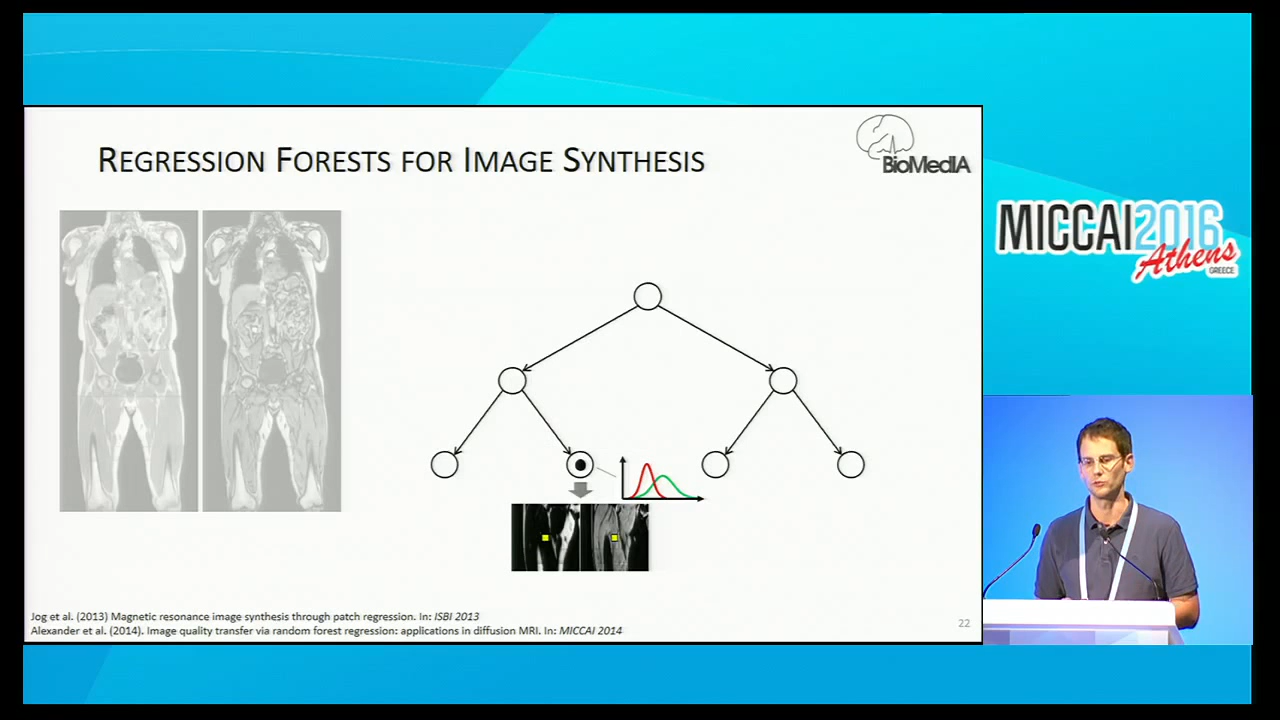 REGRESSION FORESTS FOR IMAGE SYNTHESIS
BioMedIA
MICCAI2016
Athens
GREECE
Jog et al. (2013) Magnetic resonance image synthesis through patch regression. In: ISBI 2013
Alexander et al. (2014). Image quality transfer via random forest regression: applications in diffusion MRI. In: MICCAI 2014
22